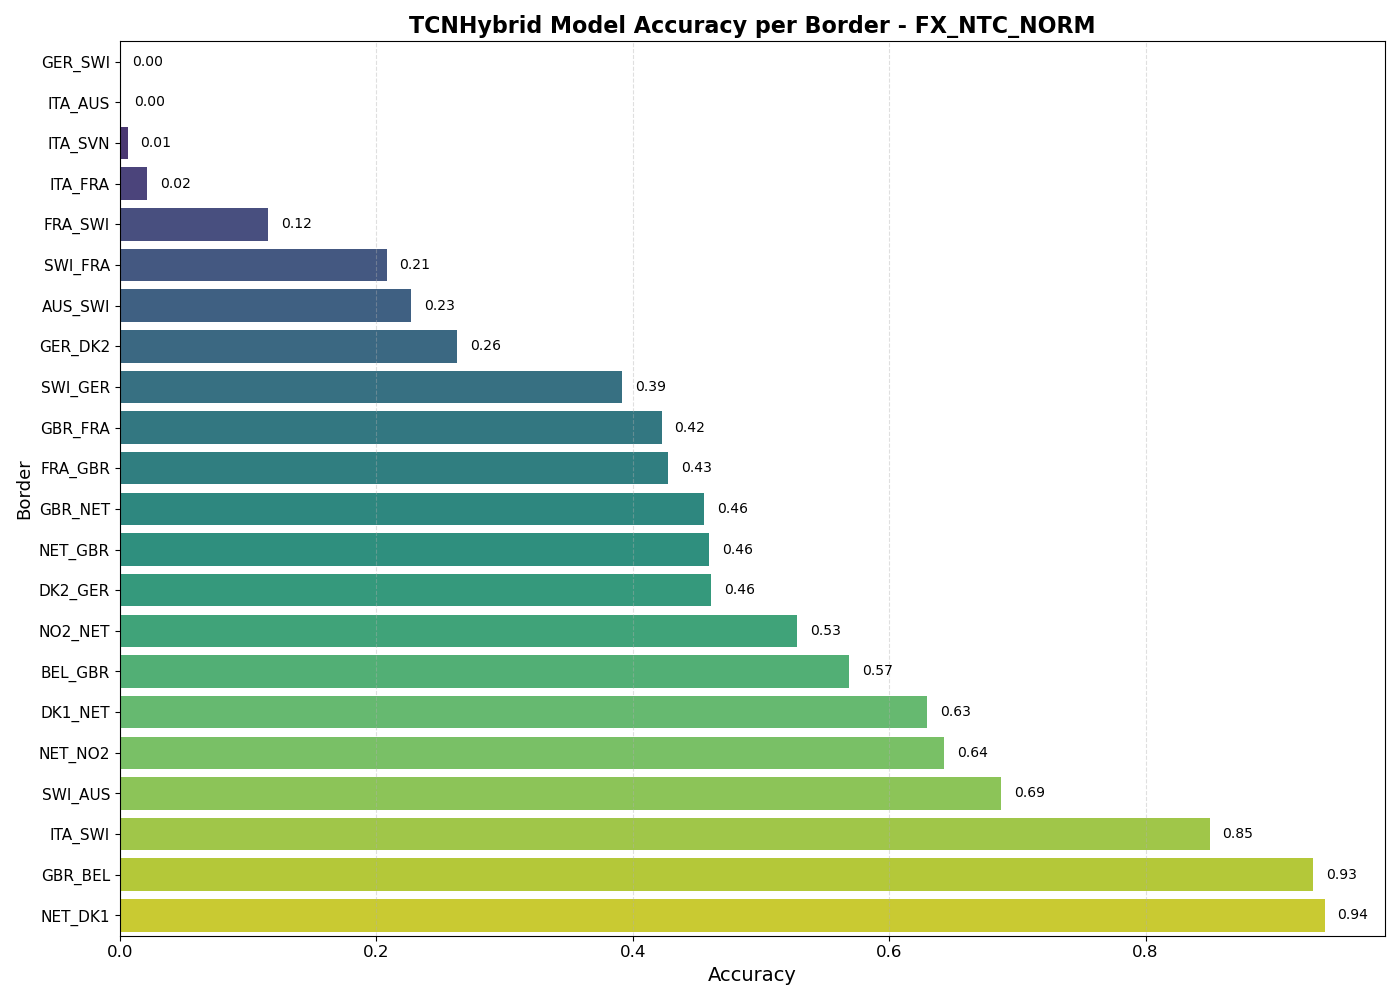 TCNHybrid Model Accuracy per Border - FX_NTC_NORM
GER_SWI 0.00
ITA_AUS 0.00
ITA_SVN 0.01
ITA_FRA 0.02
FRA_SWI 0.12
SWI_FRA 0.21
AUS_SWI 0.23
GER_DK2 0.26
SWI_GER 0.39
GBR_FRA 0.42
FRA_GBR 0.43
GBR_NET 0.46
NET_GBR 0.46
DK2_GER 0.46
NO2_NET 0.53
BEL_GBR 0.57
DK1_NET 0.63
NET_NO2 0.64
SWI_AUS 0.69
ITA_SWI 0.85
GBR_BEL 0.93
NET_DK1 0.94
Border
0.0 0.2 0.4 0.6 0.8
Accuracy